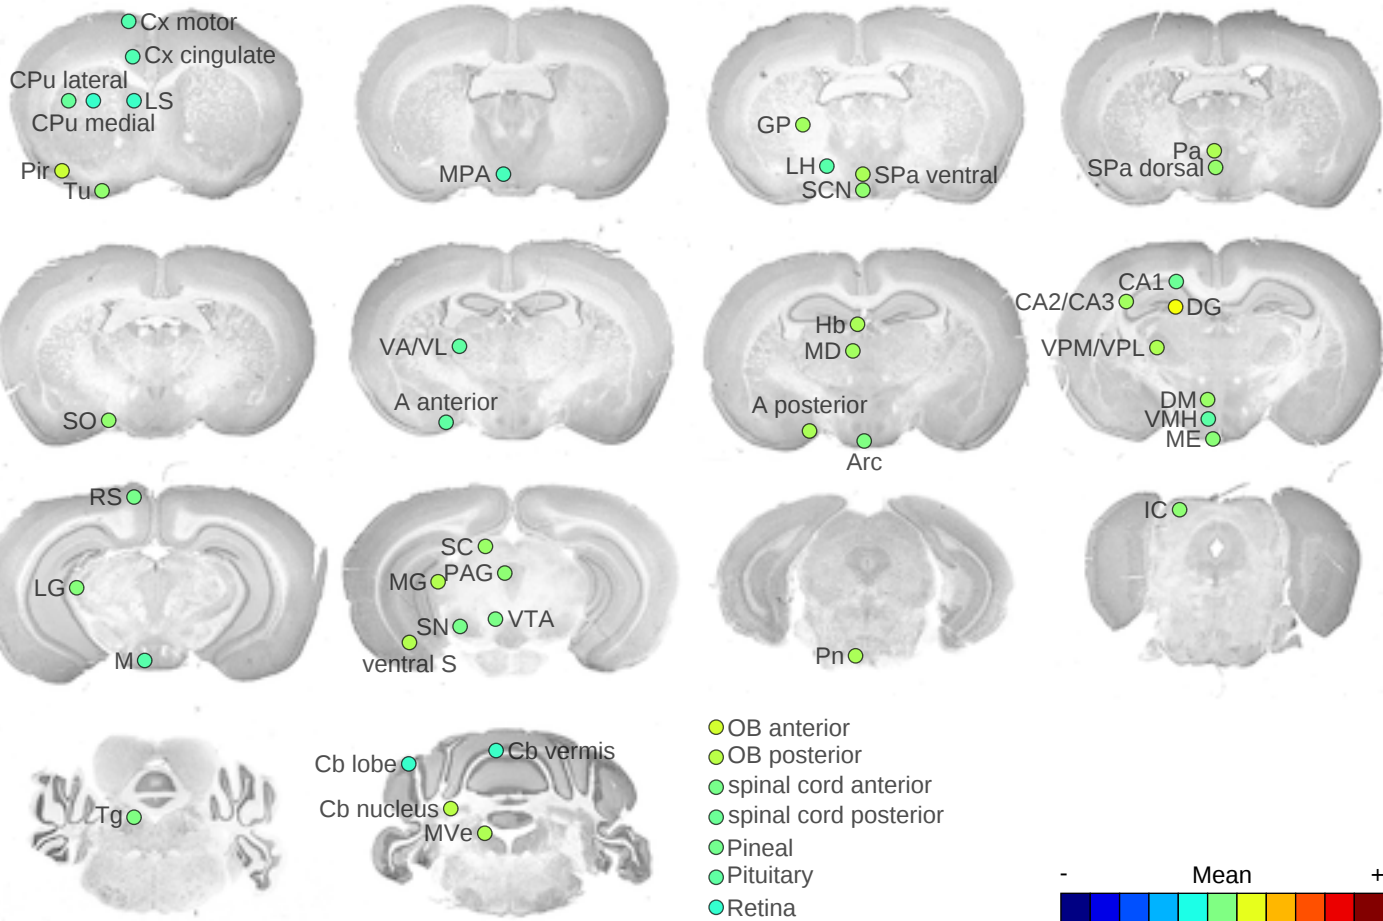 Cx motor
Cx cingulate
CPu lateral
LS
CPu medial
Pir
Tu
MPA
GP
LH
SPa ventral
SCN
Pa
SPa dorsal
SO
VA/VL
A anterior
Hb
MD
A posterior
Arc
CA1
CA2/CA3
DG
VPM/VPL
DM
VMH
ME
RS
LG
M
SC
MG
PAG
SN
VTA
ventral S
Pn
IC
Tg
Cb lobe
Cb vermis
Cb nucleus
MVe
OB anterior
OB posterior
spinal cord anterior
spinal cord posterior
Pineal
Pituitary
Retina
- Mean +